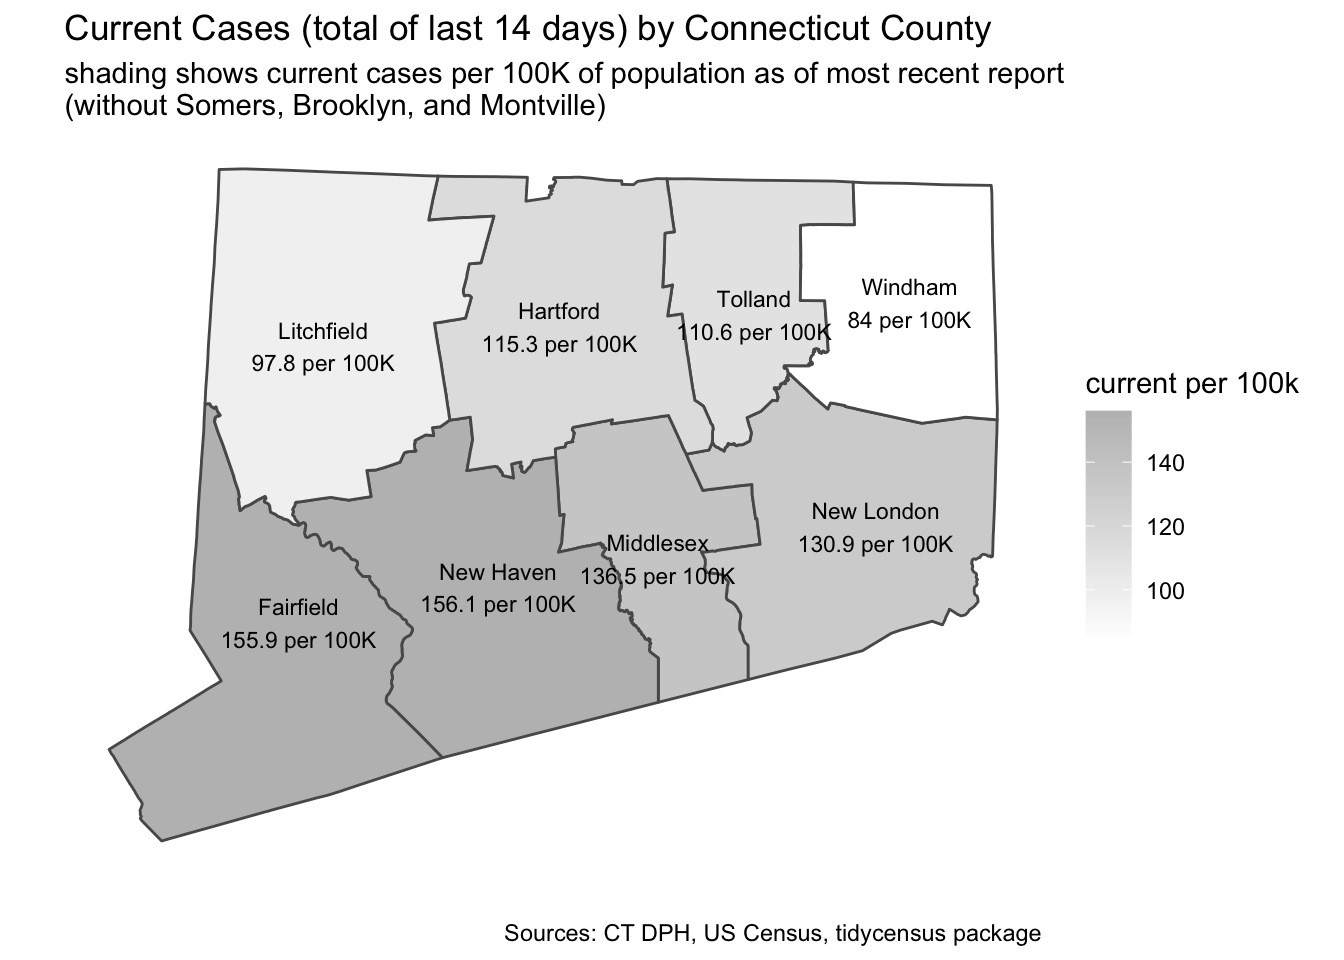 Current Cases (total of last 14 days) by Connecticut County
shading shows current cases per 100K of population as of most recent report
(without Somers, Brooklyn, and Montville)
Litchfield
97.8 per 100K
Hartford
115.3 per 100K
Tolland
110.6 per 100K
Windham
84 per 100K
Fairfield
155.9 per 100K
New Haven
156.1 per 100K
Middlesex
136.5 per 100K
New London
130.9 per 100K
current per 100k
140
120
100
Sources: CT DPH, US Census, tidycensus package